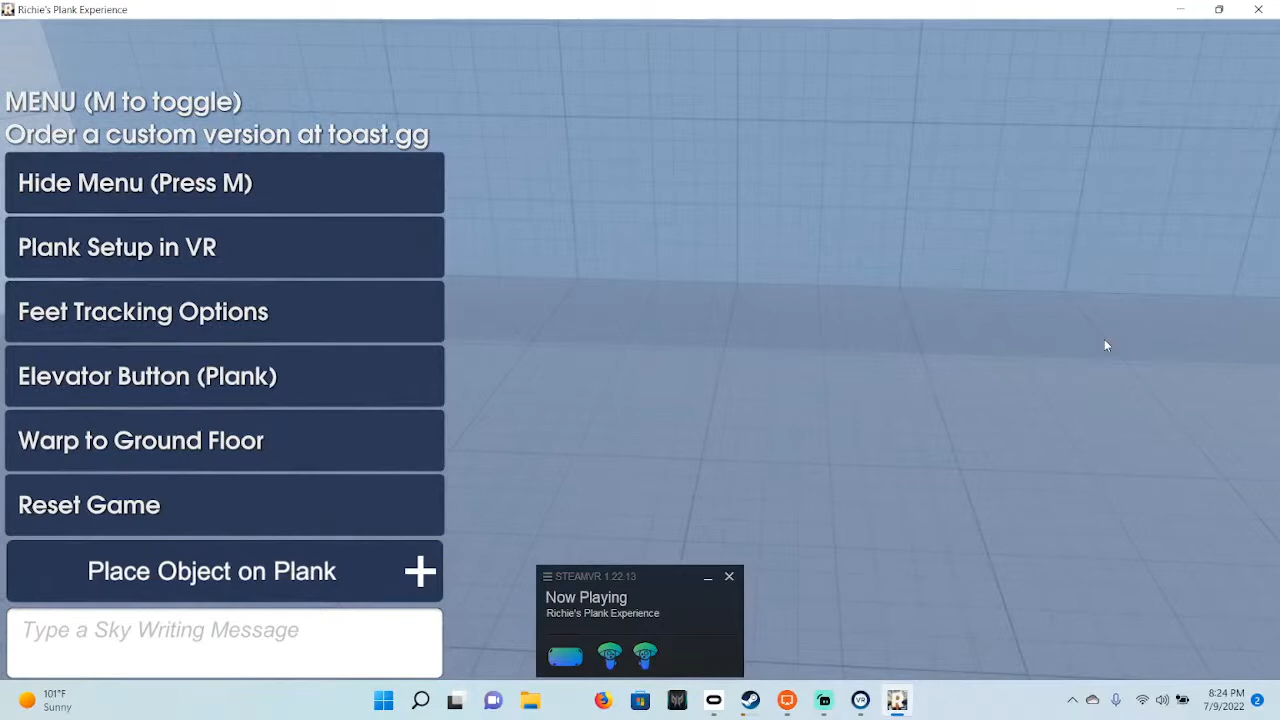 Richie's Plank Experience
MENU (M to toggle)
Order a custom version at toast.gg
Hide Menu (Press M)
Plank Setup in VR
Feet Tracking Options
Elevator Button (Plank)
Warp to Ground Floor
Reset Game
Place Object on Plank +
Type a Sky Writing Message
STEAMVR 1.22.13
Now Playing
Richie's Plank Experience
101°F
Sunny
VR
8:24 PM
7/9/2022
2